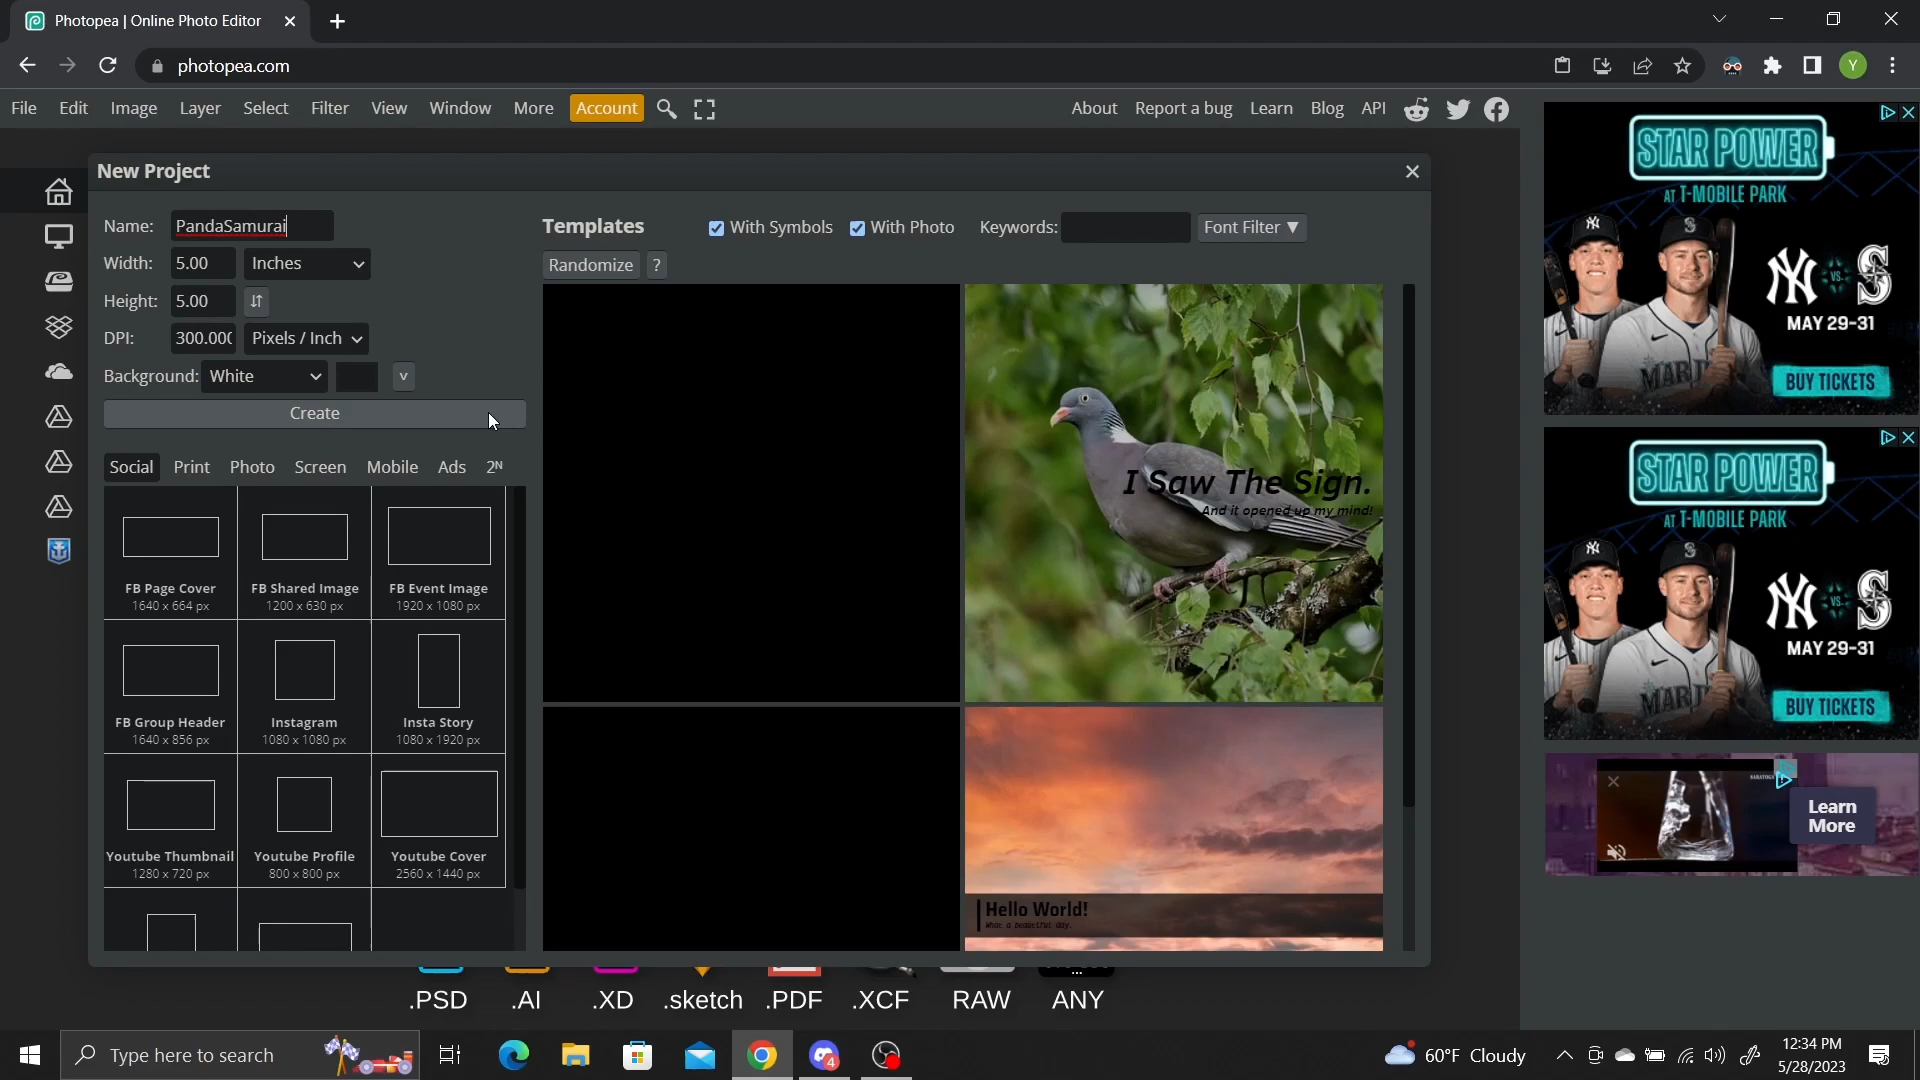 Photopea | Online Photo Editor
photopea.com
Y
File Edit Image Layer Select Filter View Window More Account
About Report a bug Learn Blog API
New Project
Name: PandaSamurai
Width: 5.00 Inches
Height: 5.00
DPI: 300.000 Pixels / Inch
Background: White v
Create
Templates With Symbols With Photo Keywords: Font Filter ▼
Randomize ?
Social Print Photo Screen Mobile Ads 2ᴺ
FB Page Cover FB Shared Image FB Event Image
1640 x 664 px 1200 x 630 px 1920 x 1080 px
FB Group Header Instagram Insta Story
1640 x 856 px 1080 x 1080 px 1080 x 1920 px
Youtube Thumbnail Youtube Profile Youtube Cover
1280 x 720 px 800 x 800 px 2560 x 1440 px
I Saw The Sign.
And it opened up my mind!
Hello World!
What a beautiful day.
.PSD .AI .XD .sketch .PDF .XCF RAW ANY
STAR POWER
AT T-MOBILE PARK
NY VS. S
MAY 29-31
BUY TICKETS
STAR POWER
AT T-MOBILE PARK
NY VS. S
MAY 29-31
BUY TICKETS
Learn
More
Type here to search
4
60°F Cloudy
12:34 PM
5/28/2023